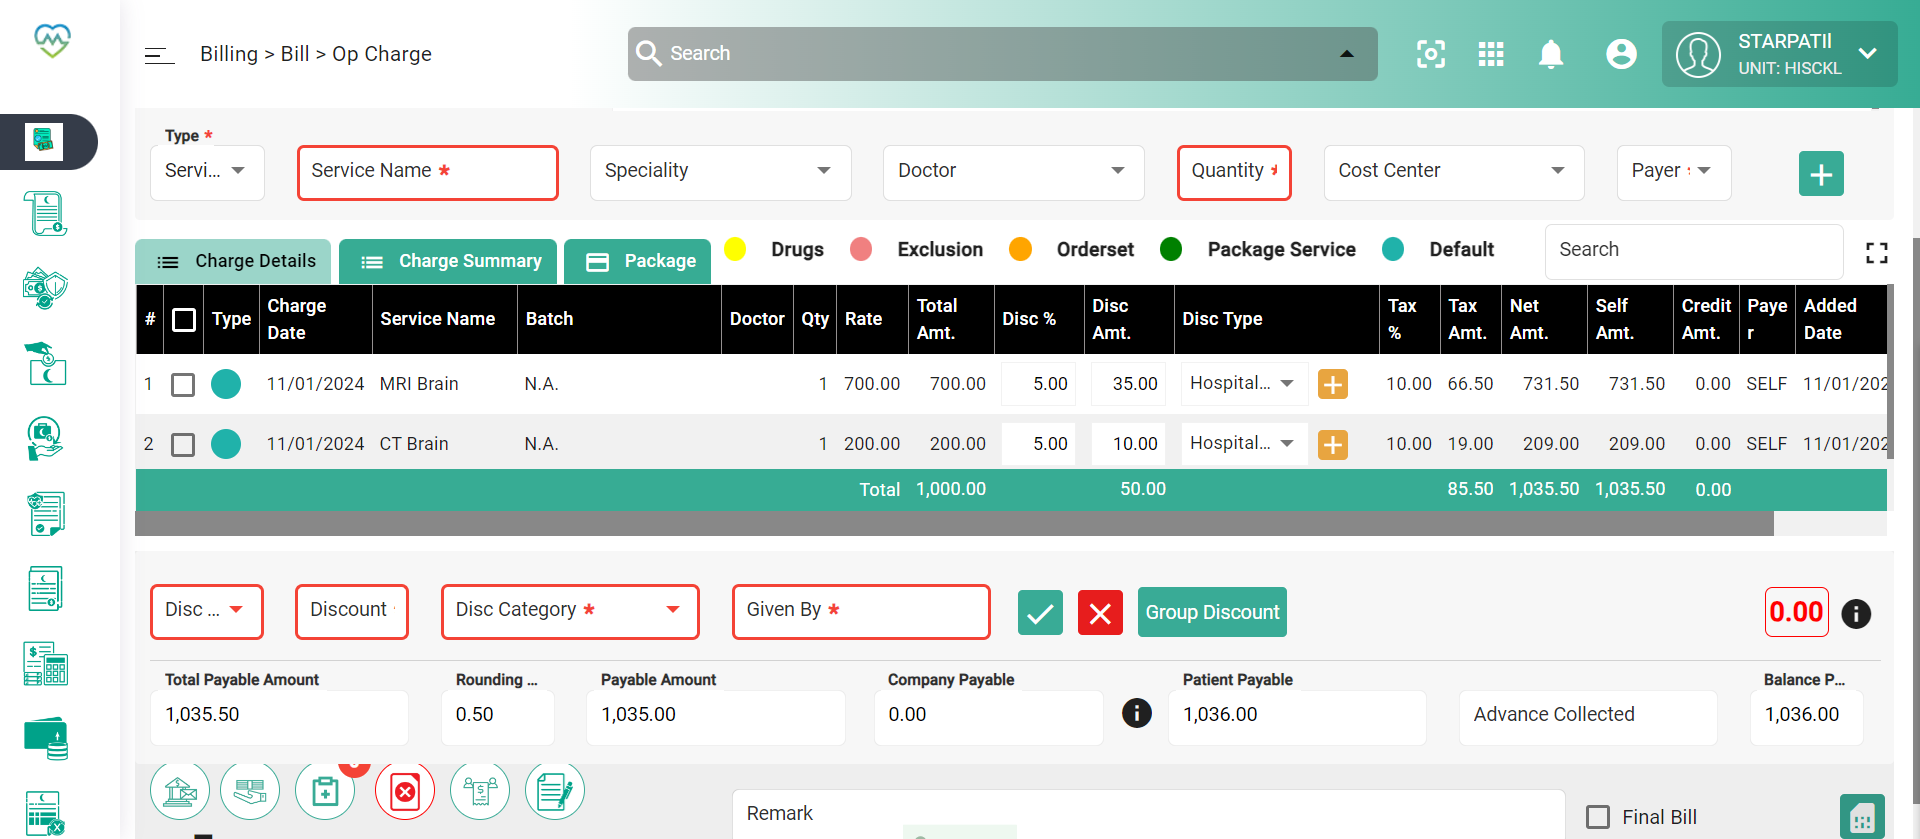 Billing > Bill > Op Charge
Search
STARPATIl
UNIT: HISCKL
Type *
Servi...
Service Name *
Speciality
Doctor
Quantity *
Cost Center
Payer
Charge Details
Charge Summary
Package
Drugs
Exclusion
Orderset
Package Service
Default
Search
# Type Charge Date Service Name Batch Doctor Qty Rate Total Amt. Disc % Disc Amt. Disc Type Tax % Tax Amt. Net Amt. Self Amt. Credit Amt. Payer Added Date
1 11/01/2024 MRI Brain N.A. 1 700.00 700.00 5.00 35.00 Hospital... 10.00 66.50 731.50 731.50 0.00 SELF 11/01/202
2 11/01/2024 CT Brain N.A. 1 200.00 200.00 5.00 10.00 Hospital... 10.00 19.00 209.00 209.00 0.00 SELF 11/01/202
Total 1,000.00 50.00 85.50 1,035.50 1,035.50 0.00
Disc ...
Discount
Disc Category *
Given By *
Group Discount
0.00
Total Payable Amount
1,035.50
Rounding ...
0.50
Payable Amount
1,035.00
Company Payable
0.00
Patient Payable
1,036.00
Advance Collected
Balance P...
1,036.00
Remark
Final Bill